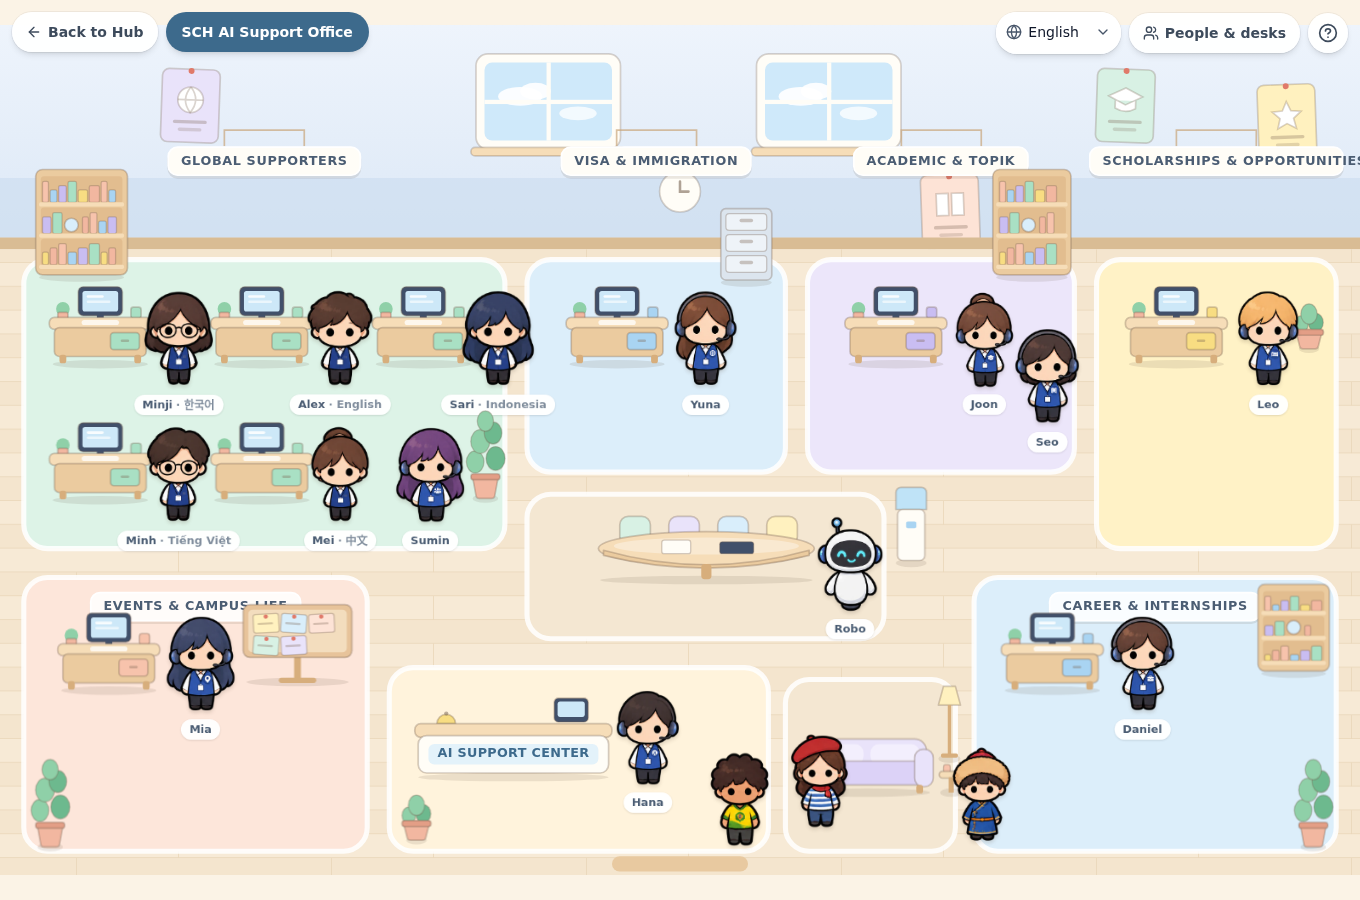 Back to Hub
SCH AI Support Office
English
People & desks
GLOBAL SUPPORTERS
VISA & IMMIGRATION
ACADEMIC & TOPIK
SCHOLARSHIPS & OPPORTUNITIES
Minji · 한국어
Alex · English
Sari · Indonesia
Yuna
Joon
Leo
Seo
Minh · Tiếng Việt
Mei · 中文
Sumin
Robo
EVENTS & CAMPUS LIFE
CAREER & INTERNSHIPS
Mia
Daniel
AI SUPPORT CENTER
Hana